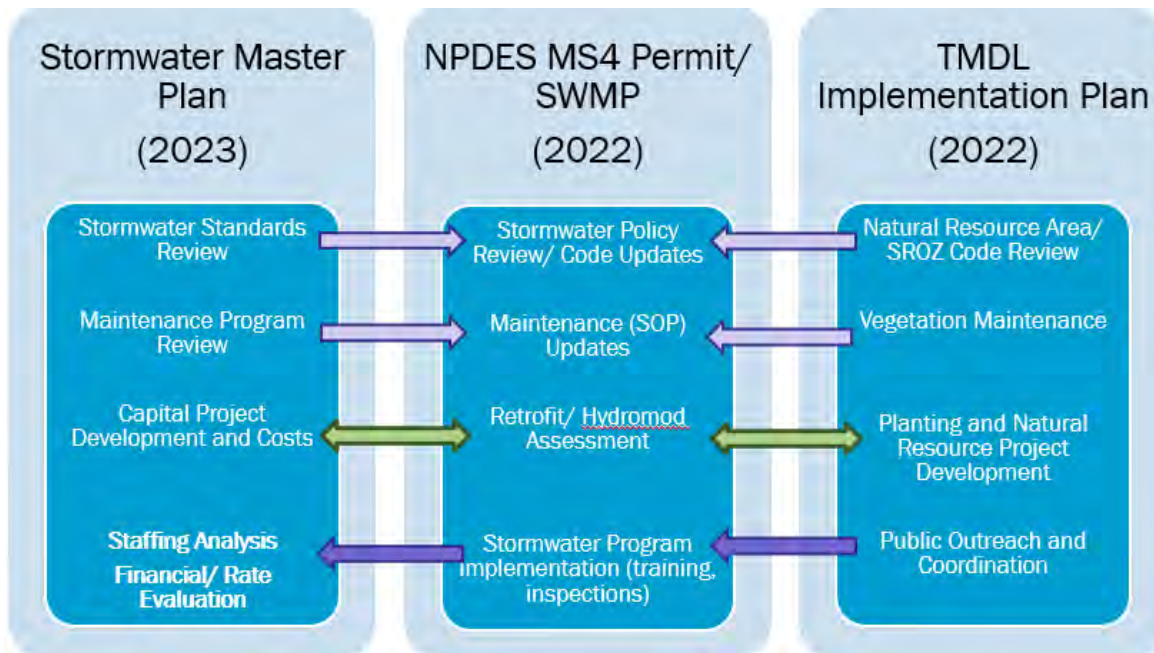 Stormwater Master
Plan
(2023)
Stormwater Standards
Review
Maintenance Program
Review
Capital Project
Development and Costs
Staffing Analysis
Financial/ Rate
Evaluation
NPDES MS4 Permit/
SWMP
(2022)
Stormwater Policy
Review/ Code Updates
Maintenance (SOP)
Updates
Retrofit/ Hydromod
Assessment
Stormwater Program
Implementation (training,
inspections)
TMDL
Implementation Plan
(2022)
Natural Resource Area/
SROZ Code Review
Vegetation Maintenance
Planting and Natural
Resource Project
Development
Public Outreach and
Coordination